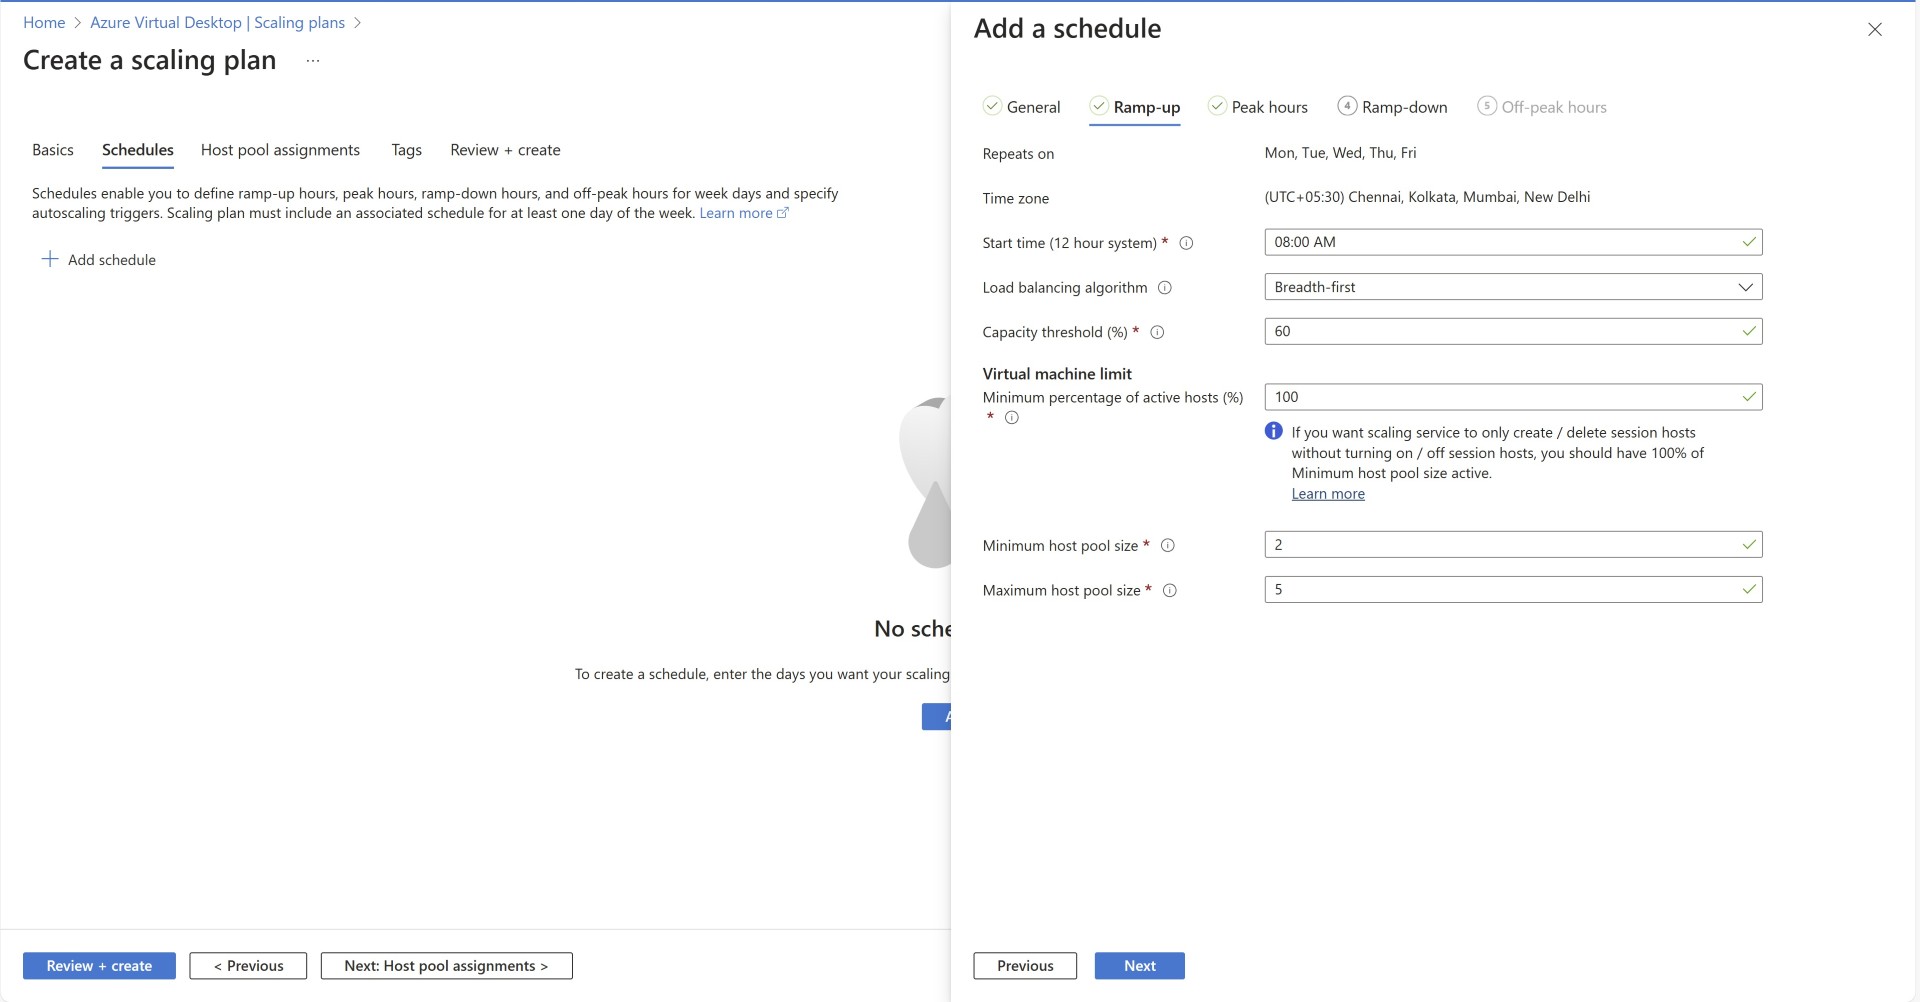 Home > Azure Virtual Desktop | Scaling plans >
Create a scaling plan ...
Basics Schedules Host pool assignments Tags Review + create
Schedules enable you to define ramp-up hours, peak hours, ramp-down hours, and off-peak hours for week days and specify
autoscaling triggers. Scaling plan must include an associated schedule for at least one day of the week. Learn more
+ Add schedule
No sche
To create a schedule, enter the days you want your scaling
A
Review + create < Previous Next: Host pool assignments >
Add a schedule
General Ramp-up Peak hours 4 Ramp-down 5 Off-peak hours
Repeats on Mon, Tue, Wed, Thu, Fri
Time zone (UTC+05:30) Chennai, Kolkata, Mumbai, New Delhi
Start time (12 hour system) * 08:00 AM
Load balancing algorithm Breadth-first
Capacity threshold (%) * 60
Virtual machine limit
Minimum percentage of active hosts (%) 100
*
If you want scaling service to only create / delete session hosts
without turning on / off session hosts, you should have 100% of
Minimum host pool size active.
Learn more
Minimum host pool size * 2
Maximum host pool size * 5
Previous Next